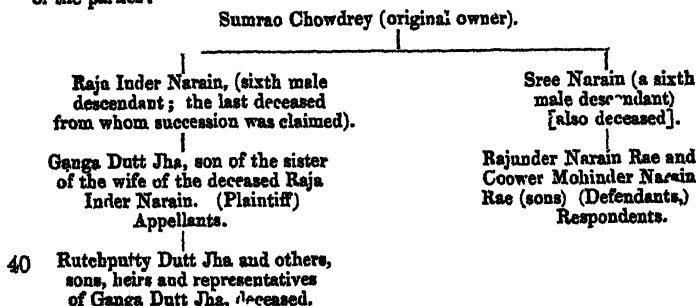 of the parties:
Sumrao Chowdrey (original owner).
Raja Inder Narain, (sixth male
descendant; the last deceased
from whom succession was claimed).
Ganga Dutt Jha, son of the sister
of the wife of the deceased Raja
Inder Narain. (Plaintiff)
Appellants.
40 Rutchputty Dutt Jha and others,
sons, heirs and representatives
of Ganga Dutt Jha, deceased.
Sree Narain (a sixth
male descendant)
[also deceased].
Rajunder Narain Rae and
Coower Mohinder Narain
Rae (sons) (Defendants,)
Respondents.